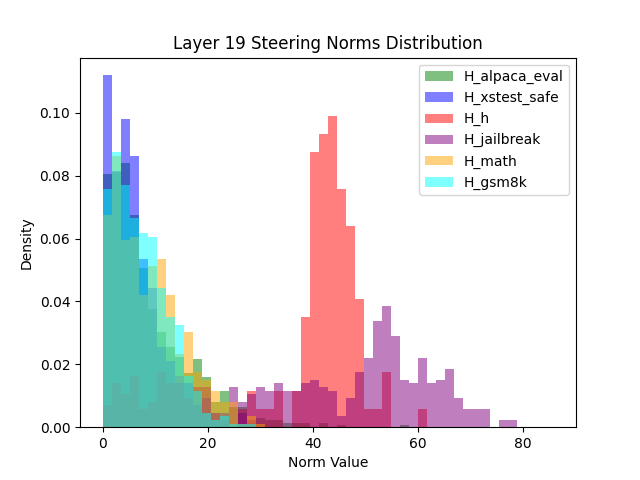 Layer 19 Steering Norms Distribution
H_alpaca_eval
H_xstest_safe
H_h
H_jailbreak
H_math
H_gsm8k
0.10
0.08
0.06
0.04
0.02
0.00
Density
0 20 40 60 80
Norm Value